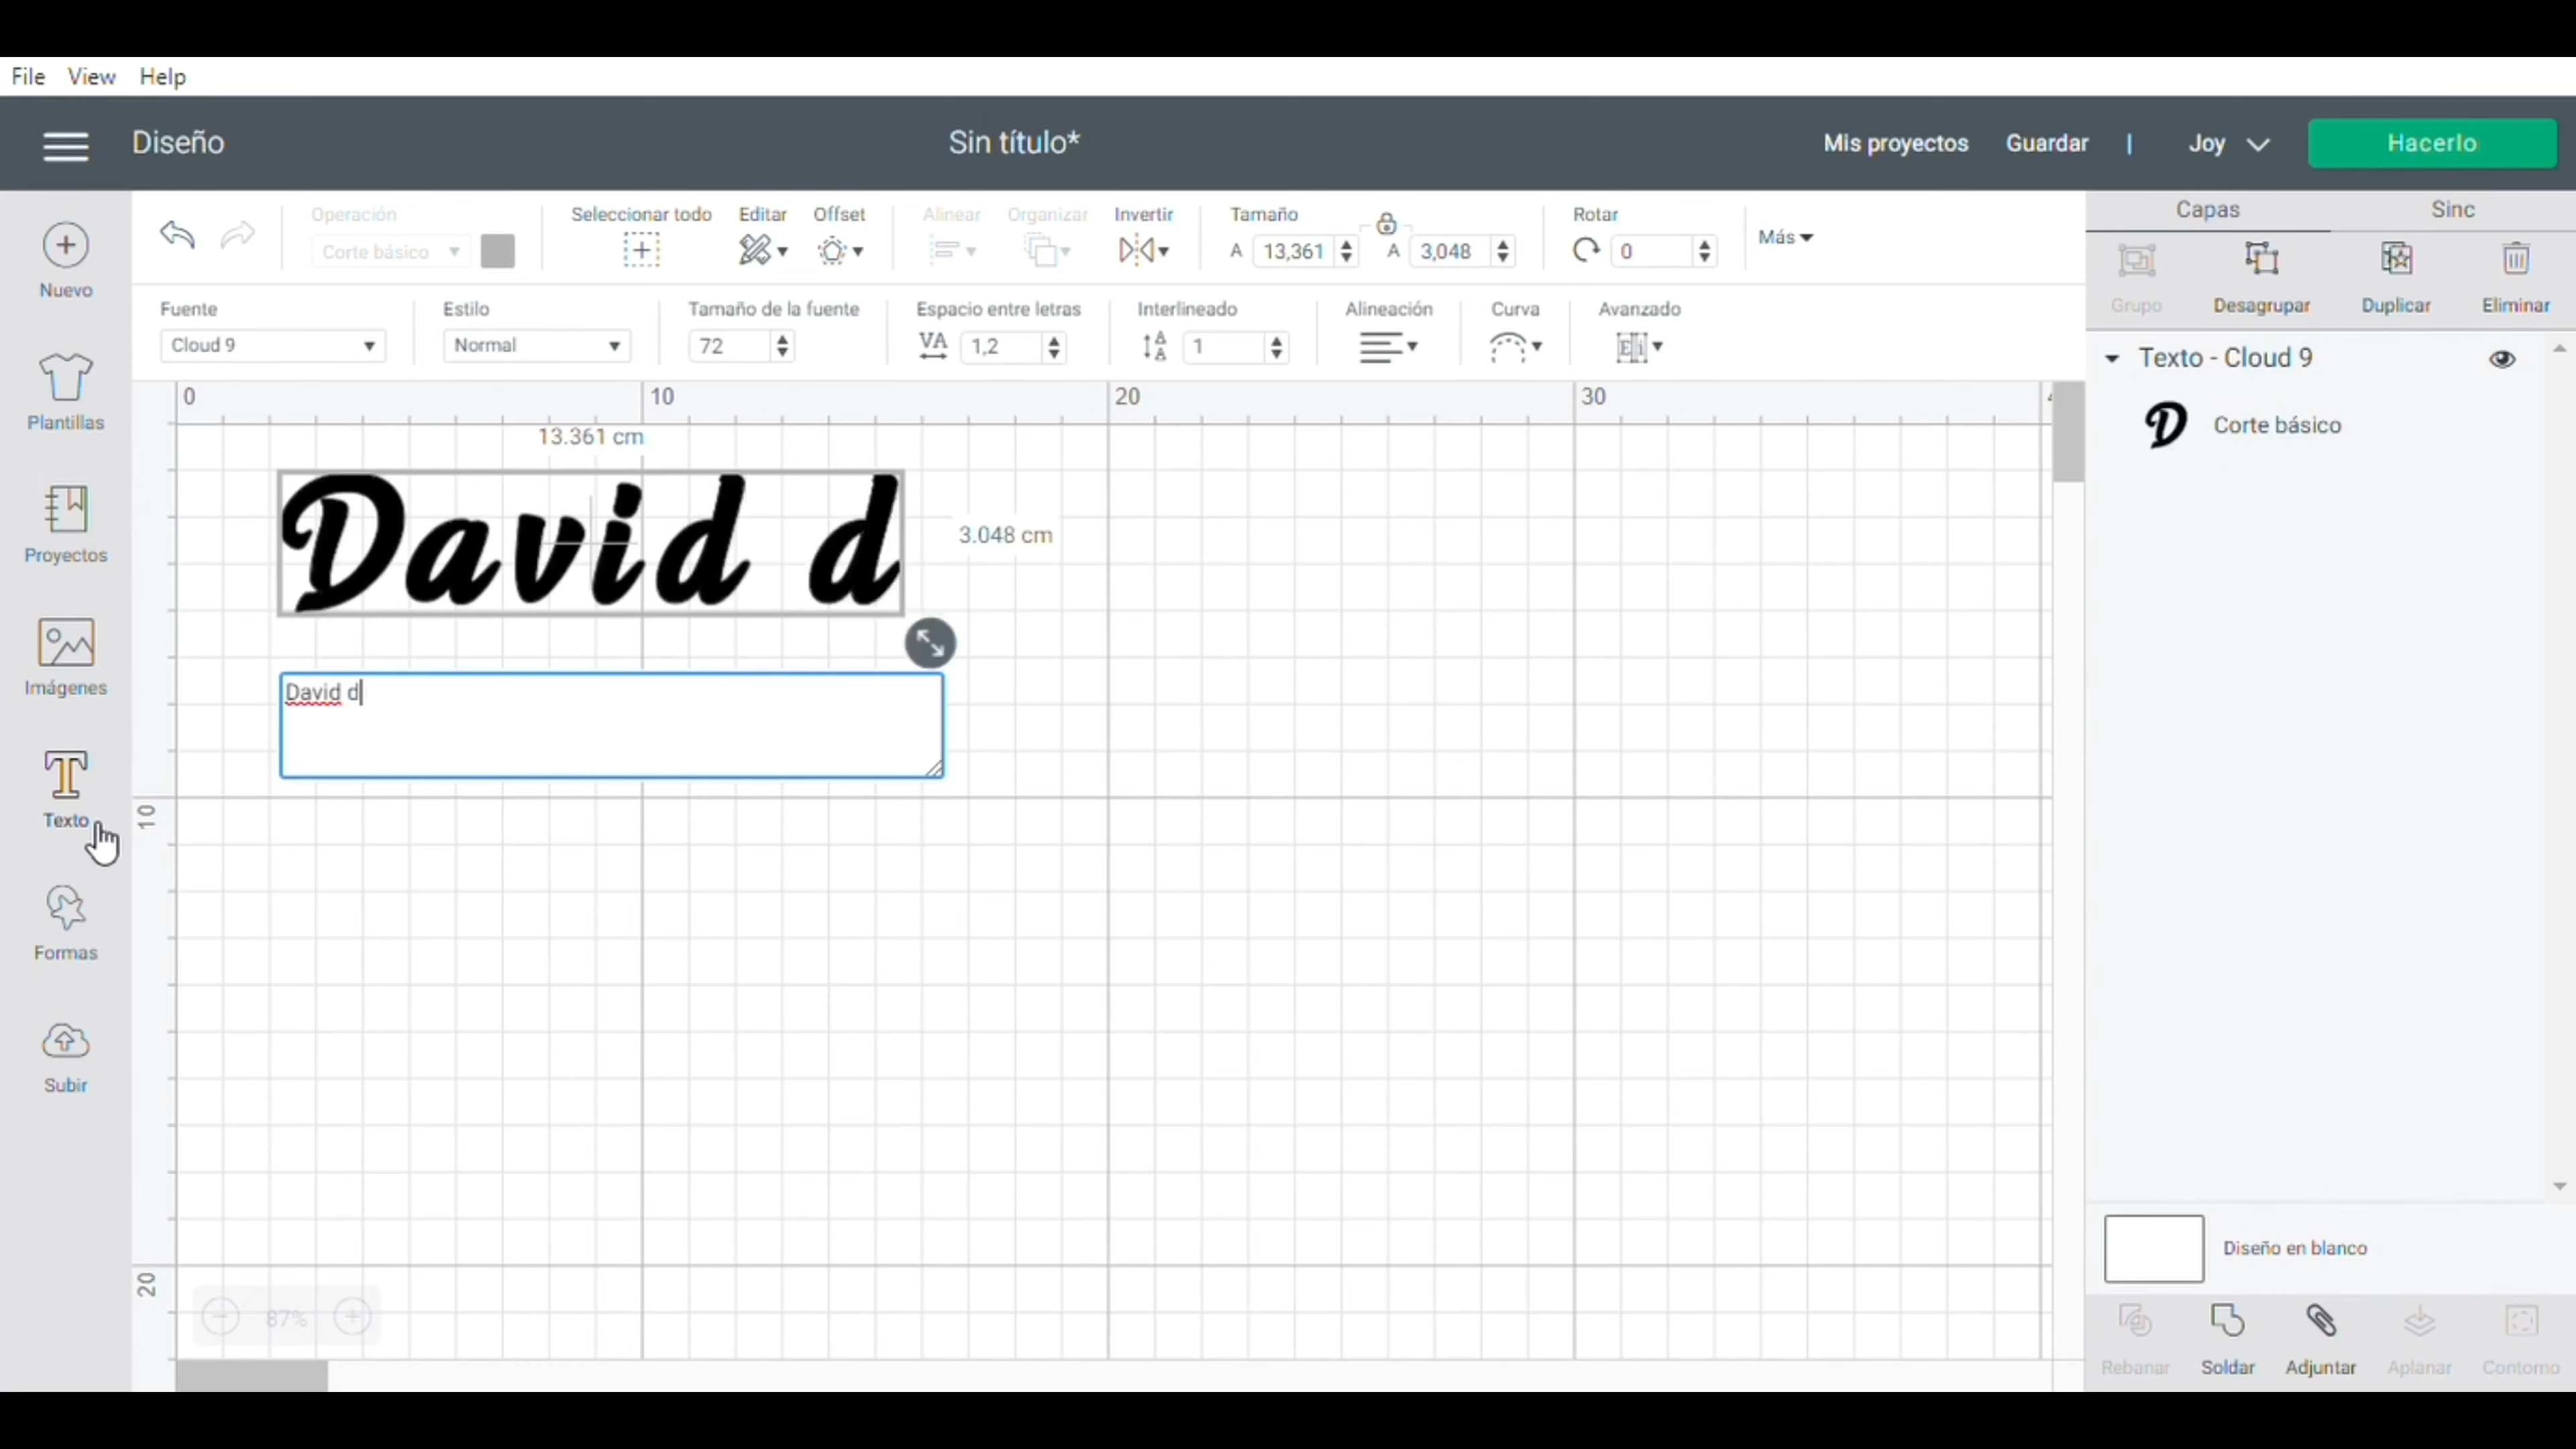 File View Help
Diseño Sin título* Mis proyectos Guardar | Joy Hacerlo
Operación Seleccionar todo Editar Offset Alinear Organizar Invertir Tamaño Rotar Más
Corte básico A 13,361 A 3,048 0
Fuente Estilo Tamaño de la fuente Espacio entre letras Interlineado Alineación Curva Avanzado
Cloud 9 Normal 72 VA 1,2 1
Nuevo
Plantillas
Proyectos
Imágenes
Texto
Formas
Subir
0 10 20 30
13.361 cm
David d
3.048 cm
David d
10
20
87%
Capas Sinc
Grupo Desagrupar Duplicar Eliminar
Texto - Cloud 9
D Corte básico
Diseño en blanco
Rebanar Soldar Adjuntar Aplanar Contorno